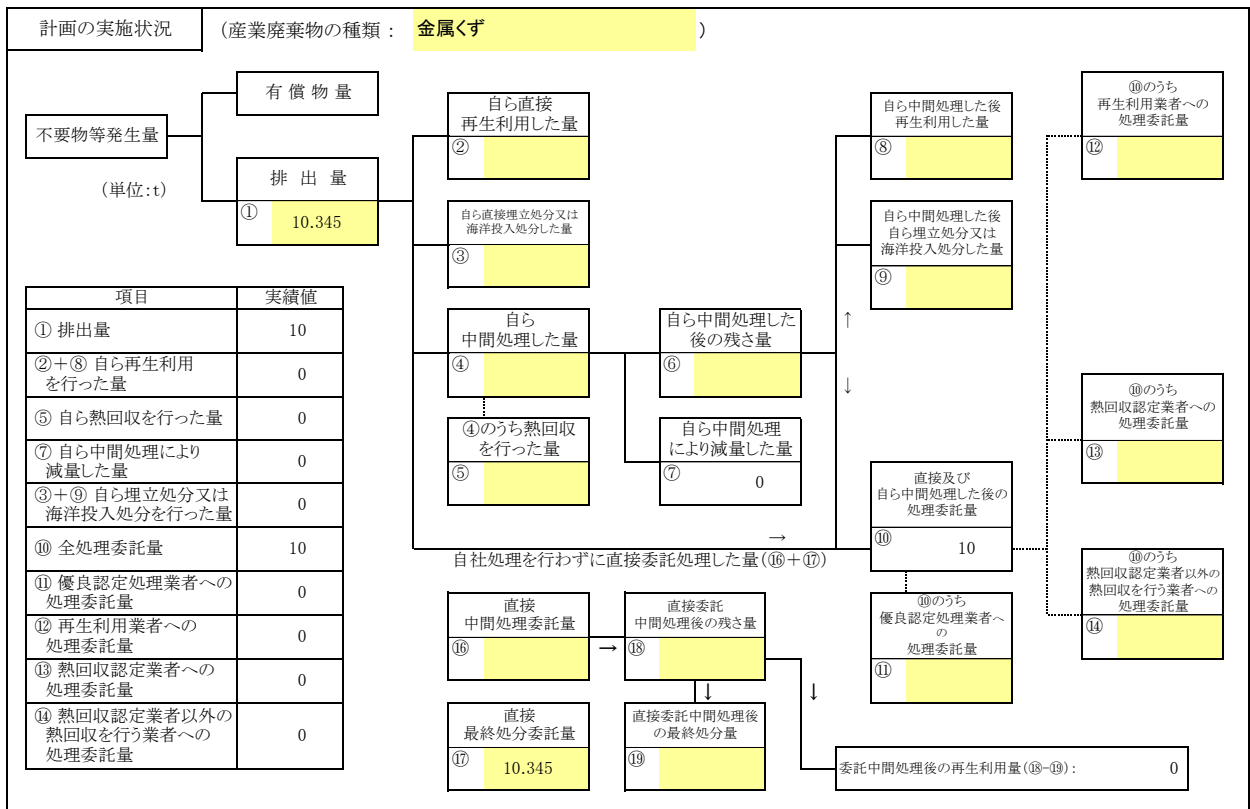 計画の実施状況
（産業廃棄物の種類： 金属くず ）
有 償 物 量
不要物等発生量
（単位:t）
排 出 量
① 10.345
自ら直接
再生利用した量
②
自ら直接埋立処分又は
海洋投入処分した量
③
自ら
中間処理した量
④
④のうち熱回収
を行った量
⑤
自ら中間処理した
後の残さ量
⑥
自ら中間処理
により減量した量
⑦ 0
自ら中間処理した後
再生利用した量
⑧
自ら中間処理した後
自ら埋立処分又は
海洋投入処分した量
⑨
↑
↓
→
直接及び
自ら中間処理した後の
処理委託量
⑩ 10
自社処理を行わずに直接委託処理した量(⑯＋⑰)
⑩のうち
再生利用業者への
処理委託量
⑫
⑩のうち
熱回収認定業者への
処理委託量
⑬
⑩のうち
熱回収認定業者以外の
熱回収を行う業者への
処理委託量
⑭
⑩のうち
優良認定処理業者へ
の
処理委託量
⑪
直接
中間処理委託量
⑯
→
直接委託
中間処理後の残さ量
⑱
↓
↓
直接
最終処分委託量
⑰ 10.345
直接委託中間処理後
の最終処分量
⑲
委託中間処理後の再生利用量(⑱-⑲)： 0
項目 実績値
① 排出量 10
②＋⑧ 自ら再生利用
を行った量 0
⑤ 自ら熱回収を行った量 0
⑦ 自ら中間処理により
減量した量 0
③＋⑨ 自ら埋立処分又は
海洋投入処分を行った量 0
⑩ 全処理委託量 10
⑪ 優良認定処理業者への
処理委託量 0
⑫ 再生利用業者への
処理委託量 0
⑬ 熱回収認定業者への
処理委託量 0
⑭ 熱回収認定業者以外の
熱回収を行う業者への
処理委託量 0